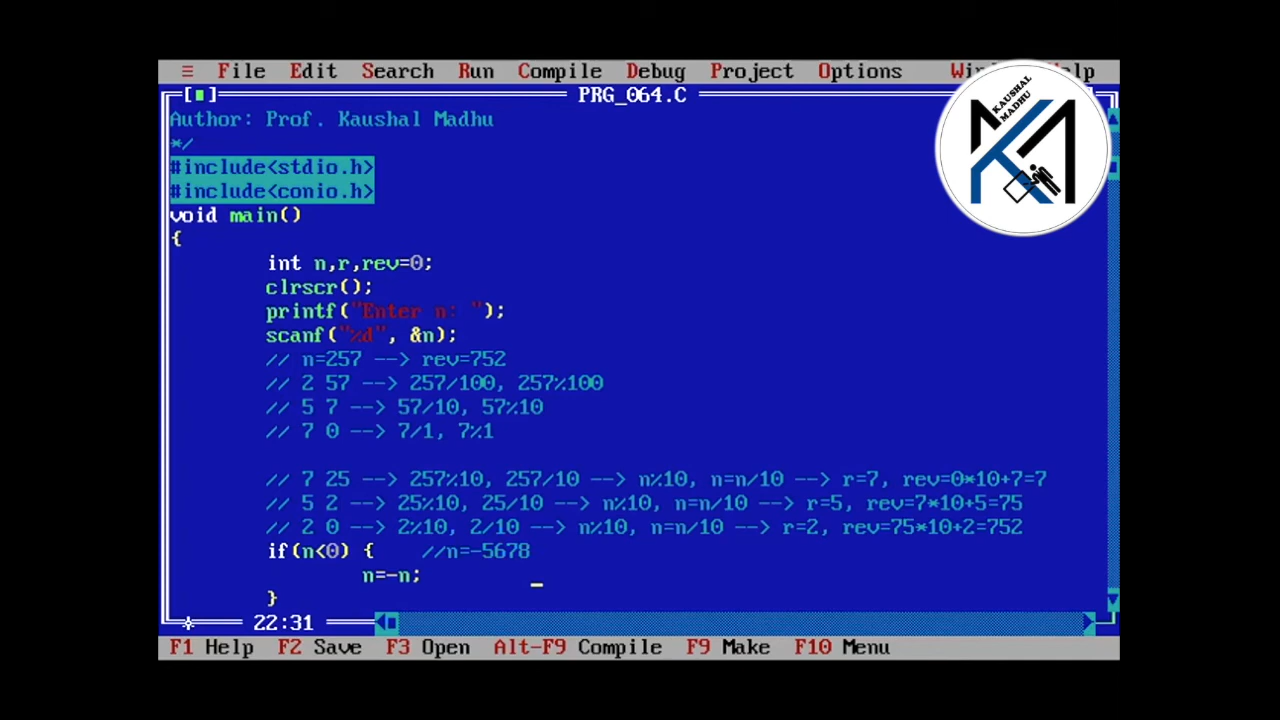 ≡ File Edit Search Run Compile Debug Project Options
[■] PRG_064.C
KAUSHAL
MADHU
Author: Prof. Kaushal Madhu
*/
#include<stdio.h>
#include<conio.h>
void main()
{
int n,r,rev=0;
clrscr();
printf("Enter n: ");
scanf("%d", &n);
// n=257 --> rev=752
// 2 57 --> 257/100, 257%100
// 5 7 --> 57/10, 57%10
// 7 0 --> 7/1, 7%1
// 7 25 --> 257%10, 257/10 --> n%10, n=n/10 --> r=7, rev=0*10+7=7
// 5 2 --> 25%10, 25/10 --> n%10, n=n/10 --> r=5, rev=7*10+5=75
// 2 0 --> 2%10, 2/10 --> n%10, n=n/10 --> r=2, rev=75*10+2=752
if(n<0) { //n=-5678
n=-n; _
}
22:31
F1 Help F2 Save F3 Open Alt-F9 Compile F9 Make F10 Menu